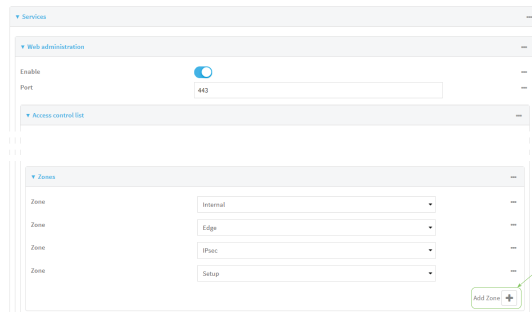 Services
Web administration
Enable
Port 443
Access control list
Zones
Zone Internal
Zone Edge
Zone IPsec
Zone Setup
Add Zone